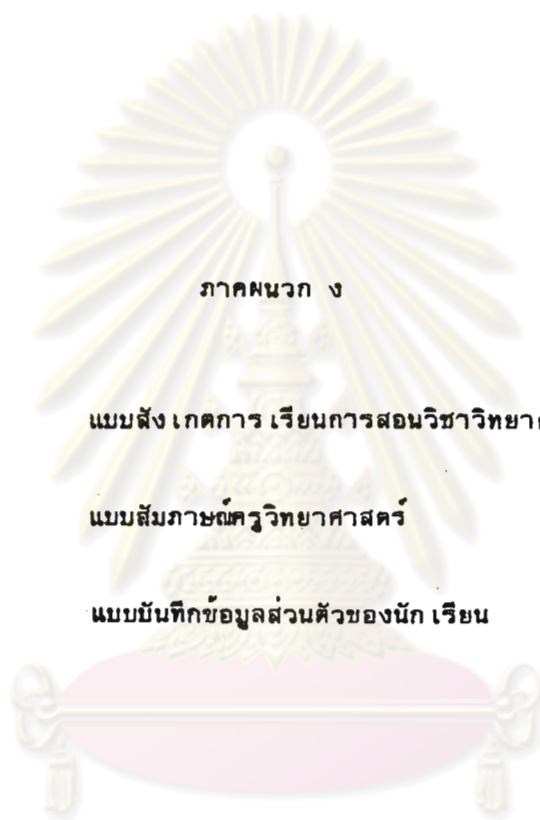 ภาคผนวก ง
แบบสังเกตการเรียนการสอนวิชาวิทยา
แบบสัมภาษณ์ครูวิทยาศาสตร์
แบบบันทึกข้อมูลส่วนตัวของนักเรียน